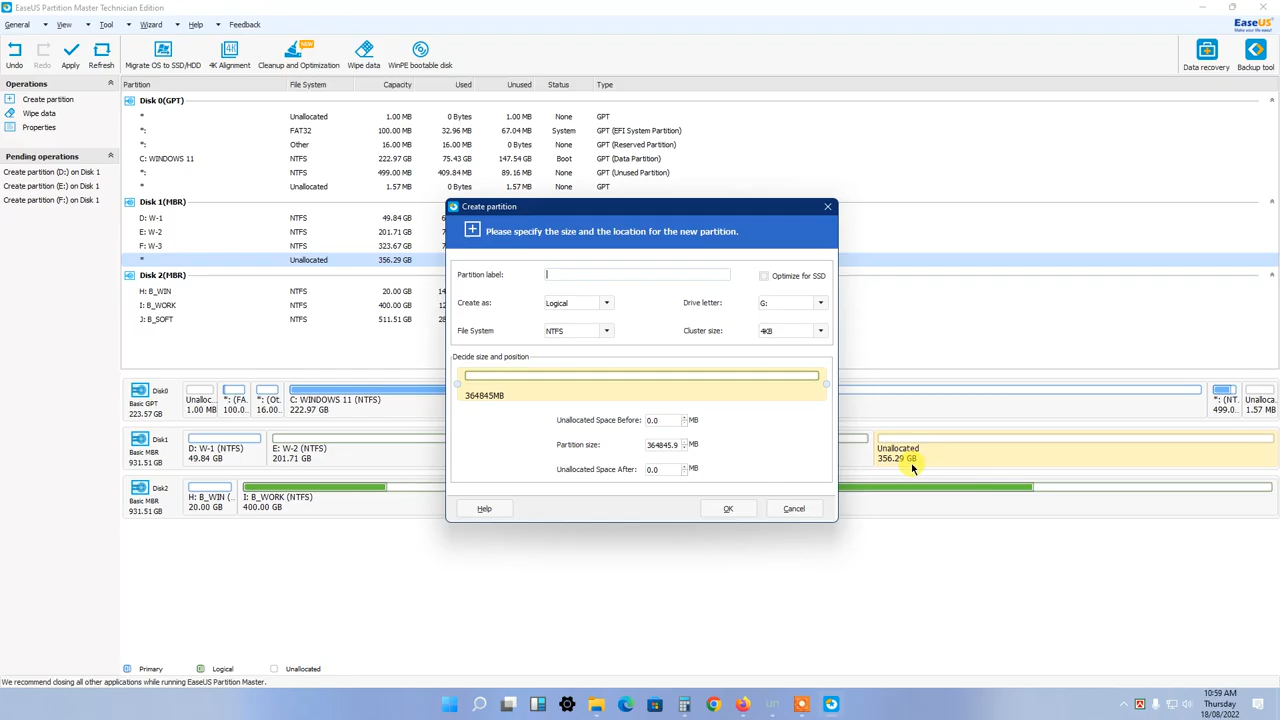 EaseUS Partition Master Technician Edition
General View Tool Wizard Help Feedback
EaseUS
Make your life easy!
Undo Redo Apply Refresh Migrate OS to SSD/HDD 4K Alignment Cleanup and Optimization Wipe data WinPE bootable disk Data recovery Backup tool
NEW
4K
Operations
Create partition
Wipe data
Properties
Pending operations
Create partition (D:) on Disk 1
Create partition (E:) on Disk 1
Create partition (F:) on Disk 1
Partition File System Capacity Used Unused Status Type
Disk 0(GPT)
* Unallocated 1.00 MB 0 Bytes 1.00 MB None GPT
*: FAT32 100.00 MB 32.96 MB 67.04 MB System GPT (EFI System Partition)
*: Other 16.00 MB 0 Bytes 16.00 MB None GPT (Reserved Partition)
C: WINDOWS 11 NTFS 222.97 GB 75.43 GB 147.54 GB Boot GPT (Data Partition)
*: NTFS 499.00 MB 409.84 MB 89.16 MB None GPT (Unused Partition)
* Unallocated 1.57 MB 0 Bytes 1.57 MB None GPT
Disk 1(MBR)
D: W-1 NTFS 49.84 GB
E: W-2 NTFS 201.71 GB
F: W-3 NTFS 323.67 GB
* Unallocated 356.29 GB
Disk 2(MBR)
H: B_WIN NTFS 20.00 GB
I: B_WORK NTFS 400.00 GB
J: B_SOFT NTFS 511.51 GB
Create partition
Please specify the size and the location for the new partition.
Partition label: Optimize for SSD
Create as: Logical Drive letter: G:
File System NTFS Cluster size: 4KB
Decide size and position
364845MB
Unallocated Space Before: 0.0 MB
Partition size: 364845.9 MB
Unallocated Space After: 0.0 MB
Help OK Cancel
Disk0
Basic GPT
223.57 GB
Unalloc...
1.00 MB
*: (FA...
100.0...
*: (Ot...
16.00...
C: WINDOWS 11 (NTFS)
222.97 GB
*: (NT...
499.0...
Unalloca...
1.57 MB
Disk1
Basic MBR
931.51 GB
D: W-1 (NTFS)
49.84 GB
E: W-2 (NTFS)
201.71 GB
Unallocated
356.29 GB
Disk2
Basic MBR
931.51 GB
H: B_WIN (...
20.00 GB
I: B_WORK (NTFS)
400.00 GB
Primary Logical Unallocated
We recommend closing all other applications while running EaseUS Partition Master.
un
10:59 AM
Thursday
18/08/2022